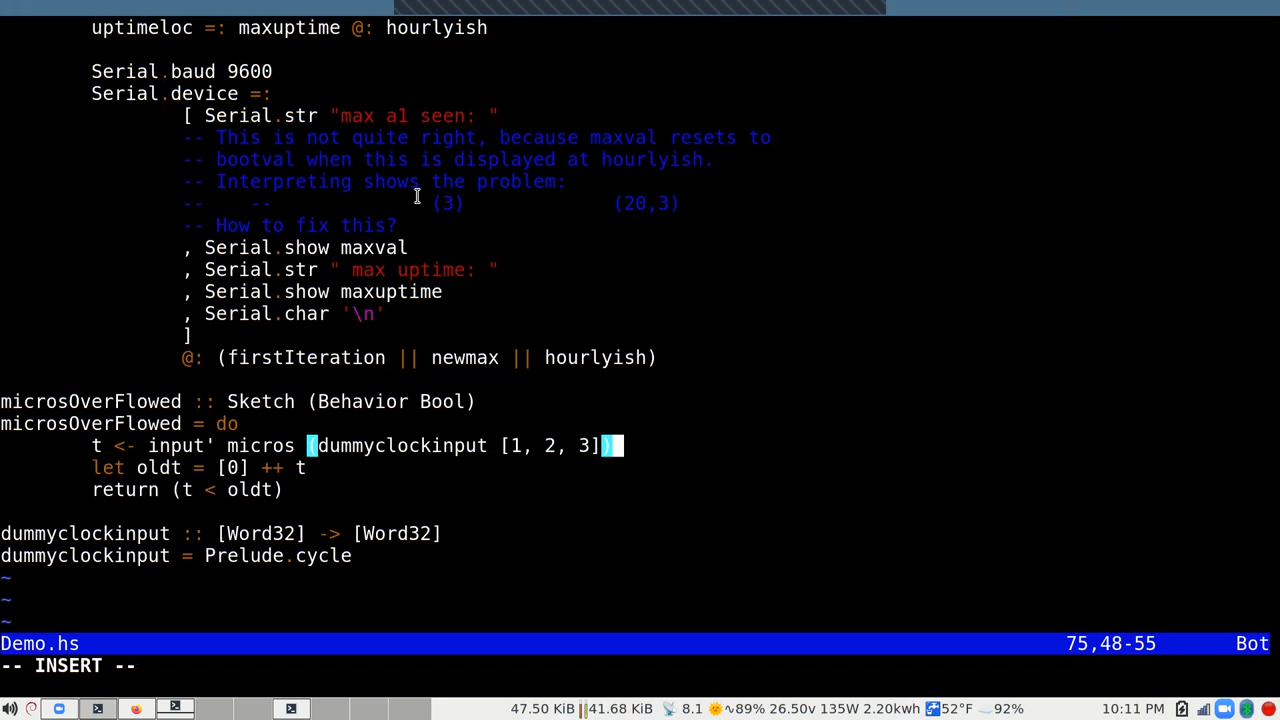 uptimeloc =: maxuptime @: hourlyish
Serial.baud 9600
Serial.device =:
[ Serial.str "max a1 seen: "
-- This is not quite right, because maxval resets to
-- bootval when this is displayed at hourlyish.
-- Interpreting shows the problem:
--    --              (3)             (20,3)
-- How to fix this?
, Serial.show maxval
, Serial.str " max uptime: "
, Serial.show maxuptime
, Serial.char '\n'
]
@: (firstIteration || newmax || hourlyish)
microsOverFlowed :: Sketch (Behavior Bool)
microsOverFlowed = do
t <- input' micros (dummyclockinput [1, 2, 3])
let oldt = [0] ++ t
return (t < oldt)
dummyclockinput :: [Word32] -> [Word32]
dummyclockinput = Prelude.cycle
~
~
~
Demo.hs 75,48-55 Bot
-- INSERT --
47.50 KiB 41.68 KiB 8.1 ∿89% 26.50v 135W 2.20kwh 52°F 92% 10:11 PM